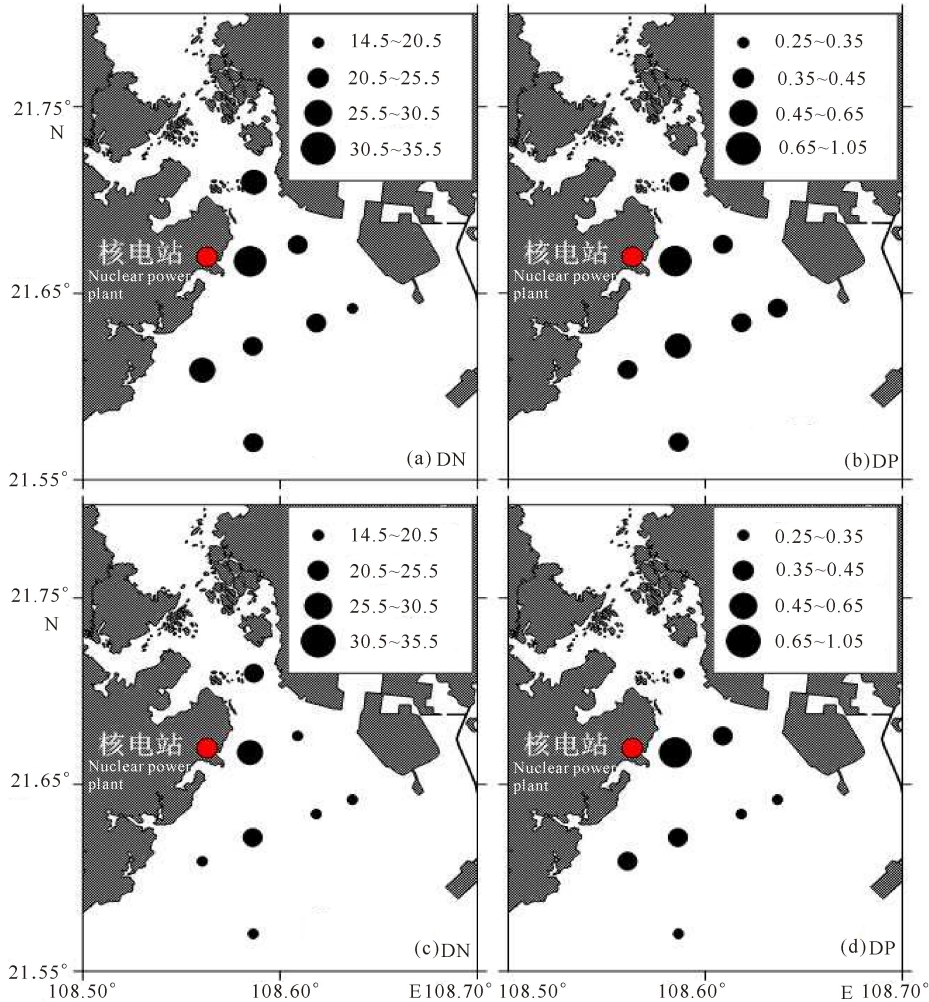 14.5~20.5
20.5~25.5
25.5~30.5
30.5~35.5
21.75°
N
核电站
Nuclear power
plant
21.65°
(a)DN
21.55°
0.25~0.35
0.35~0.45
0.45~0.65
0.65~1.05
核电站
Nuclear power
plant
(b)DP
14.5~20.5
20.5~25.5
25.5~30.5
30.5~35.5
21.75°
N
核电站
Nuclear power
plant
21.65°
(c)DN
21.55°
108.50°
108.60°
E108.70°
0.25~0.35
0.35~0.45
0.45~0.65
0.65~1.05
核电站
Nuclear power
plant
(d)DP
108.50°
108.60°
E 108.70°